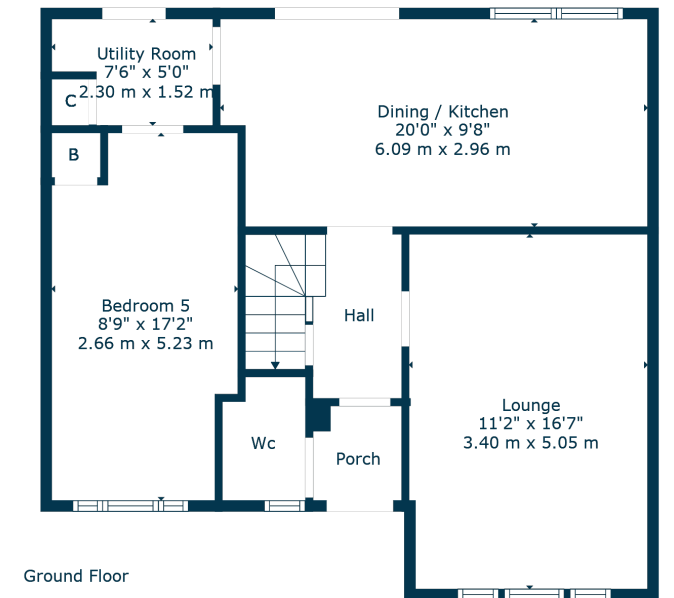 Utility Room
7'6" x 5'0"
2.30 m x 1.52 m
C
Dining / Kitchen
20'0" x 9'8"
6.09 m x 2.96 m
B
Bedroom 5
8'9" x 17'2"
2.66 m x 5.23 m
Hall
Lounge
11'2" x 16'7"
3.40 m x 5.05 m
Wc
Porch
Ground Floor